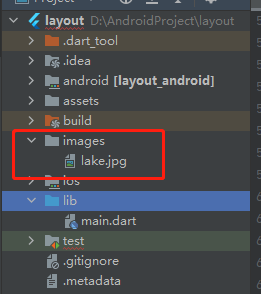 Project
layout D:\AndroidProject\layout
.dart_tool
.idea
android [layout_android]
assets
build
images
lake.jpg
ios
lib
main.dart
test
.gitignore
.metadata